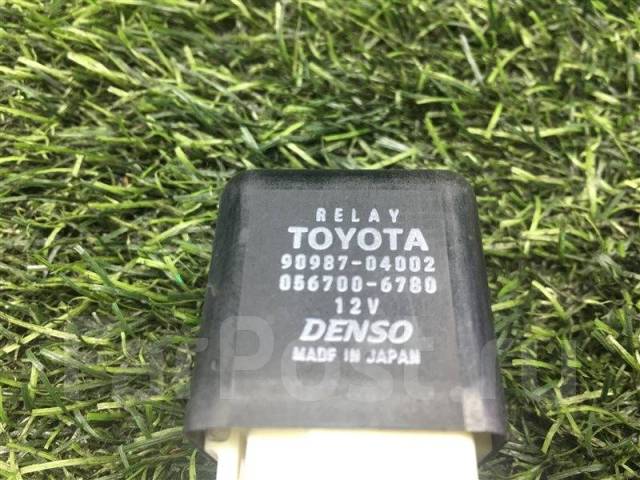 RELAY
TOYOTA
90987-04002
056700-6780
12V
DENSO
MADE IN JAPAN